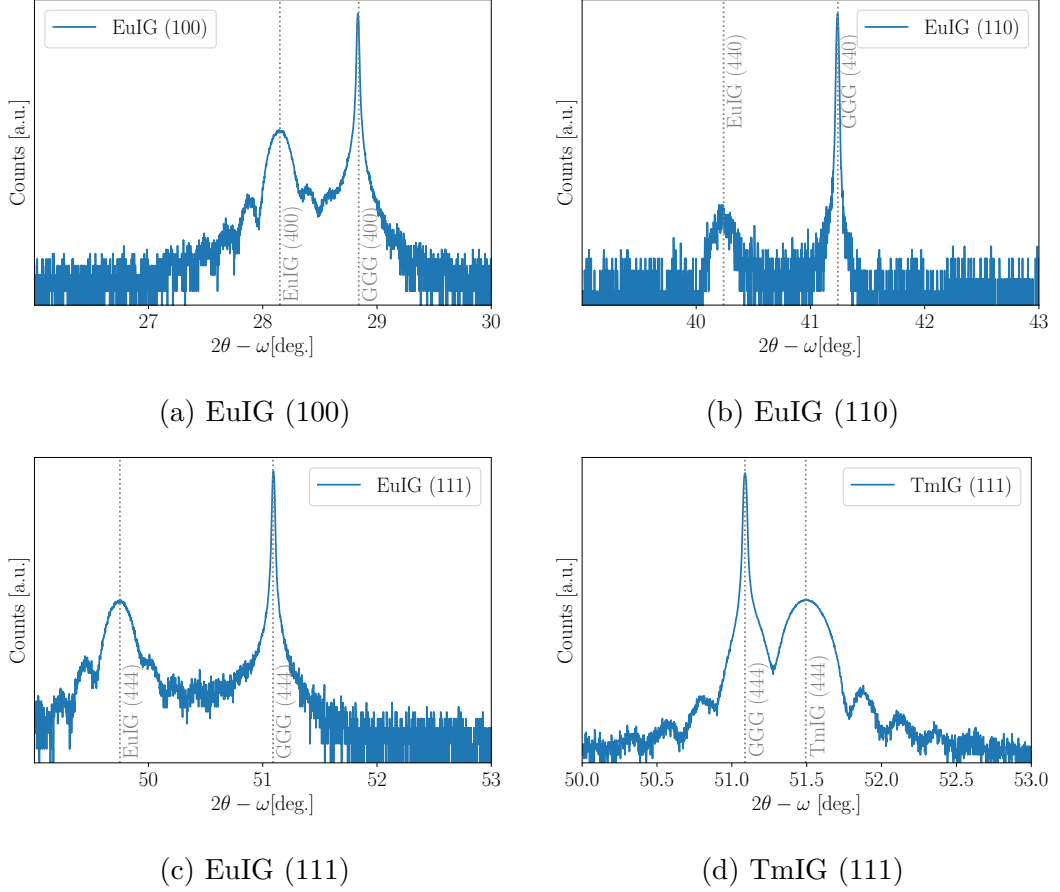 EuIG (100)
Counts [a.u.]
EuIG (400)
GGG (400)
27
28
29
30
2θ − ω[deg.]
(a) EuIG (100)
EuIG (110)
Counts [a.u.]
EuIG (440)
GGG (440)
40
41
42
43
2θ − ω[deg.]
(b) EuIG (110)
EuIG (111)
Counts [a.u.]
EuIG (444)
GGG (444)
50
51
52
53
2θ − ω[deg.]
(c) EuIG (111)
TmIG (111)
Counts [a.u.]
GGG (444)
TmIG (444)
50.0
50.5
51.0
51.5
52.0
52.5
53.0
2θ − ω [deg.]
(d) TmIG (111)